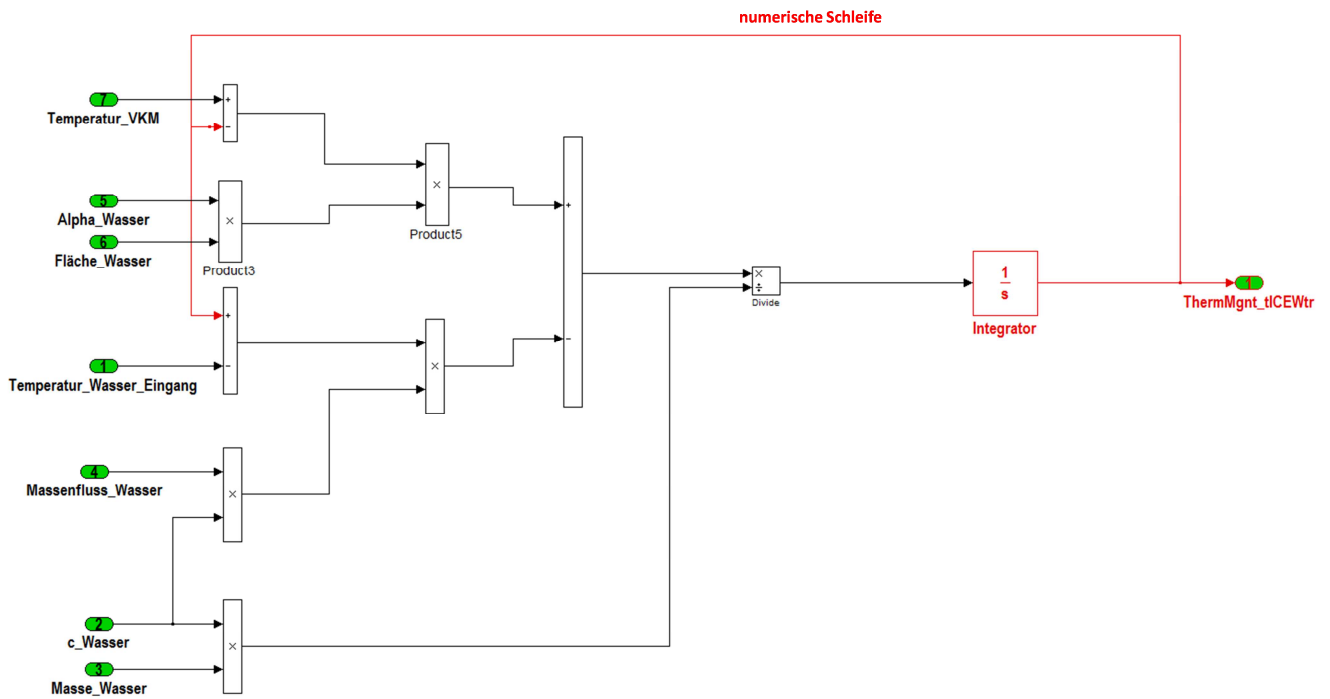 numerische Schleife
7
+
Temperatur_VKM
−
5
×
×
Alpha_Wasser
+
6
Product5
Fläche_Wasser
Product3
×
1
s
÷
1
Divide
ThermMgnt_tICEWtr
+
Integrator
−
1
−
×
Temperatur_Wasser_Eingang
4
Massenfluss_Wasser
×
2
c_Wasser
×
3
Masse_Wasser